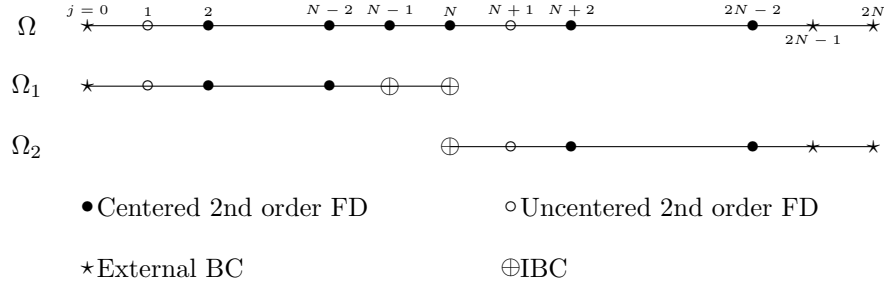 j = 0 1 2 N − 2 N − 1 N N + 1 N + 2 2N − 2 2N − 1 2N
Ω
Ω₁
Ω₂
Centered 2nd order FD
Uncentered 2nd order FD
External BC
IBC